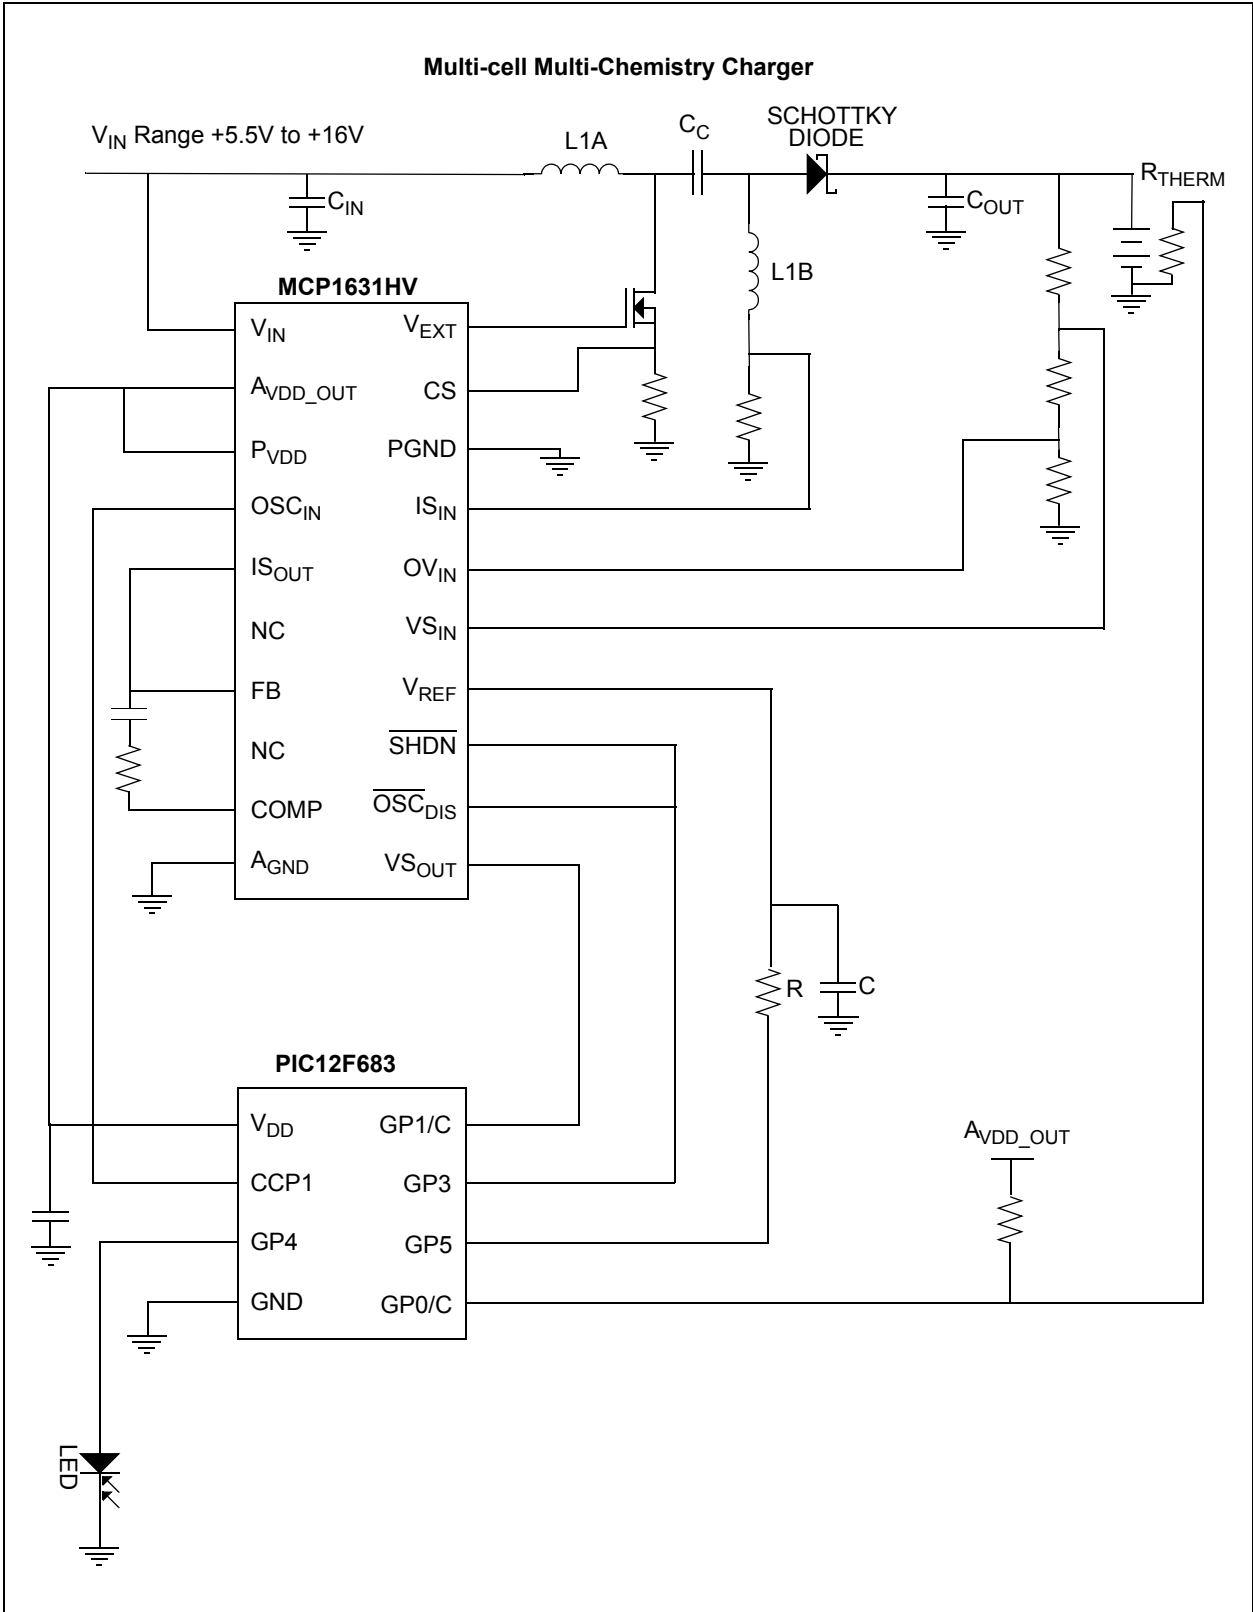 Multi-cell Multi-Chemistry Charger
VIN Range +5.5V to +16V
L1A
CC
SCHOTTKY
DIODE
RTHERM
CIN
COUT
L1B
MCP1631HV
VIN
VEXT
AVDD_OUT
CS
PVDD
PGND
OSCIN
ISIN
ISOUT
OVIN
NC
VSIN
FB
VREF
NC
SHDN
COMP
OSCDIS
AGND
VSOUT
R
C
PIC12F683
VDD
GP1/C
AVDD_OUT
CCP1
GP3
GP4
GP5
GND
GP0/C
LED